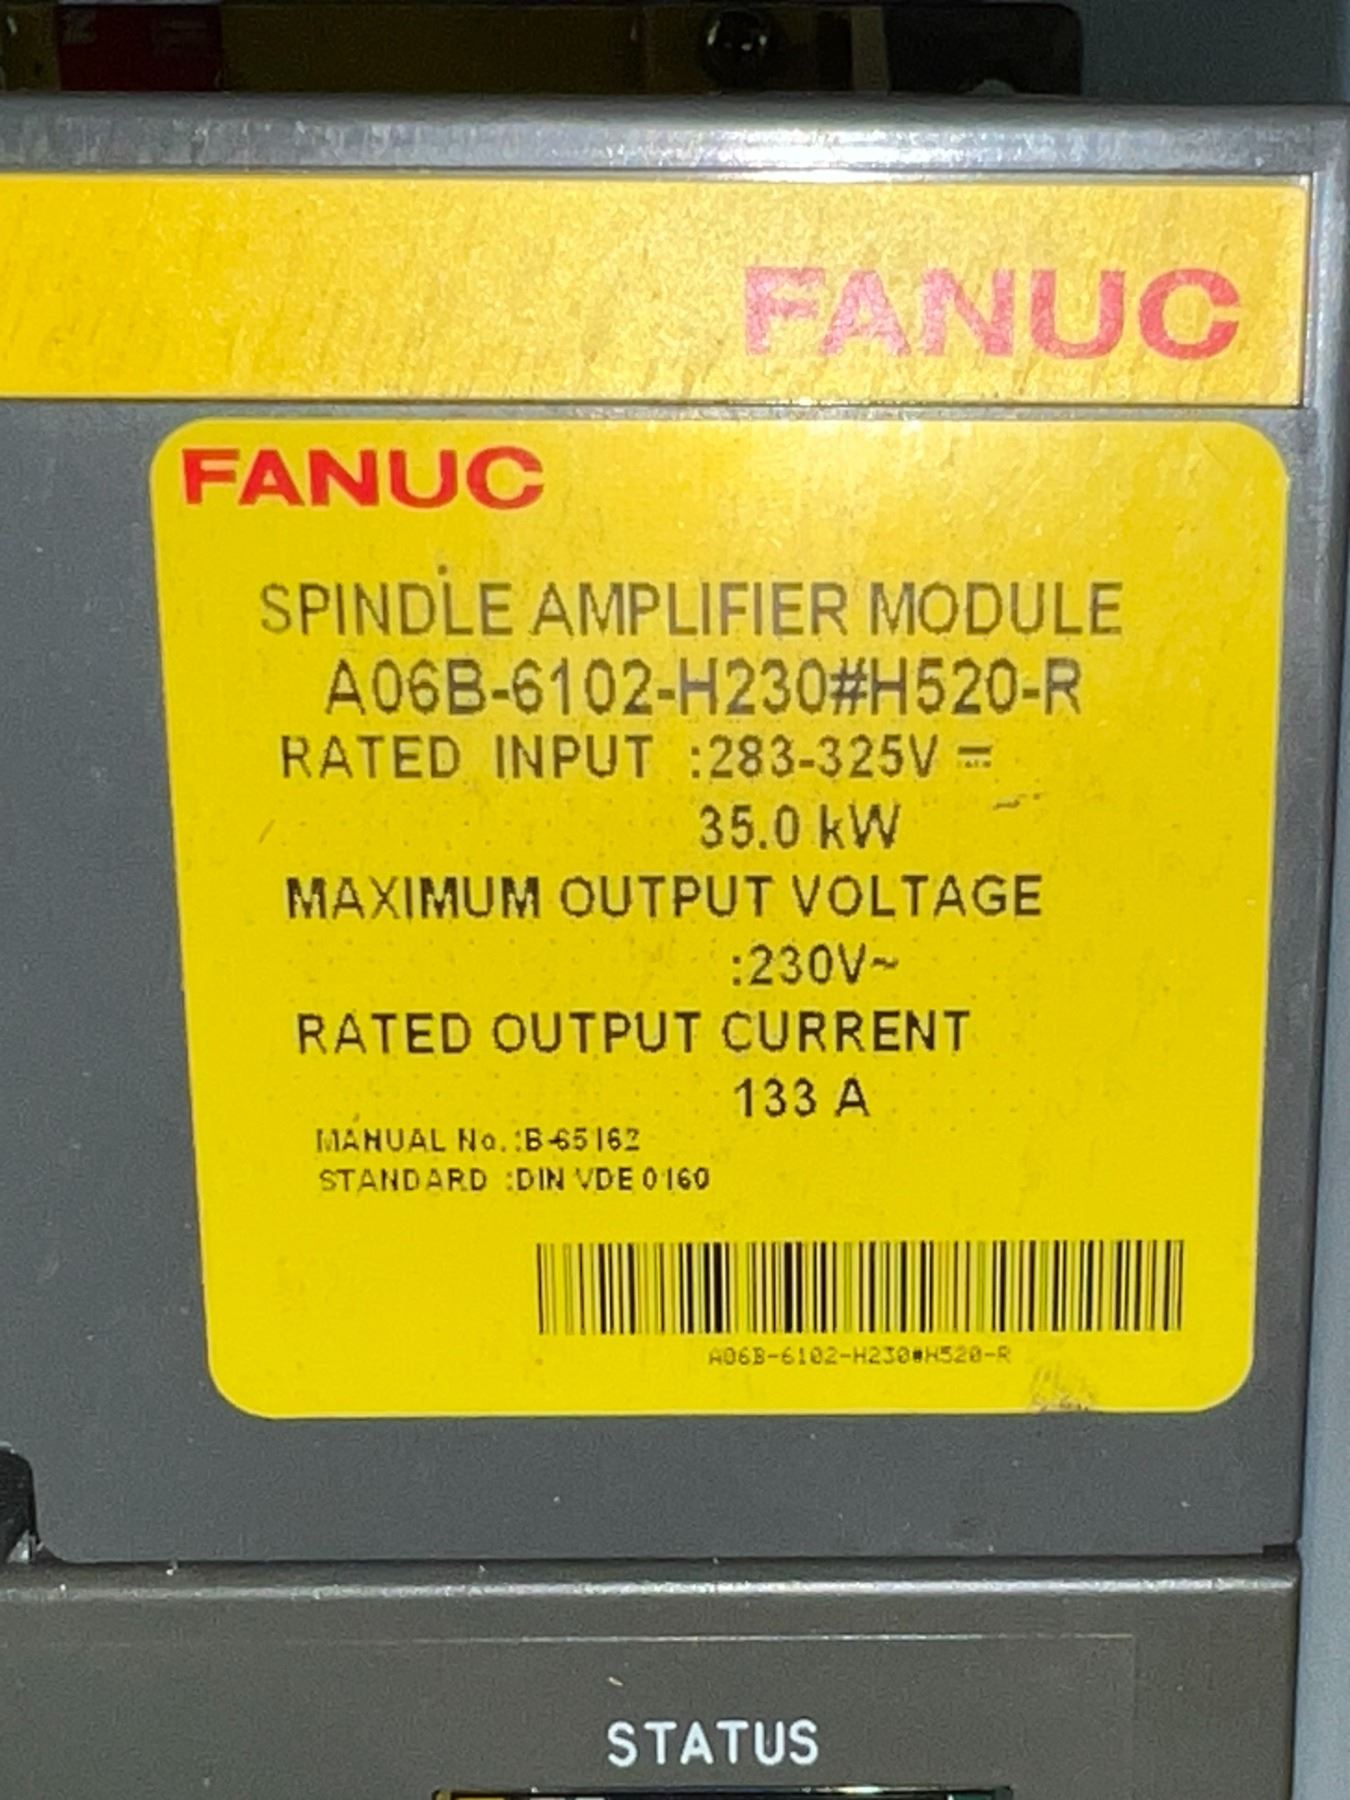 FANUC
FANUC
SPINDLE AMPLIFIER MODULE
A06B-6102-H230#H520-R
RATED INPUT :283-325V ⎓
35.0 kW
MAXIMUM OUTPUT VOLTAGE
:230V~
RATED OUTPUT CURRENT
133 A
MANUAL No. :B-65162
STANDARD :DIN VDE 0160
A06B-6102-H230#H520-R
STATUS